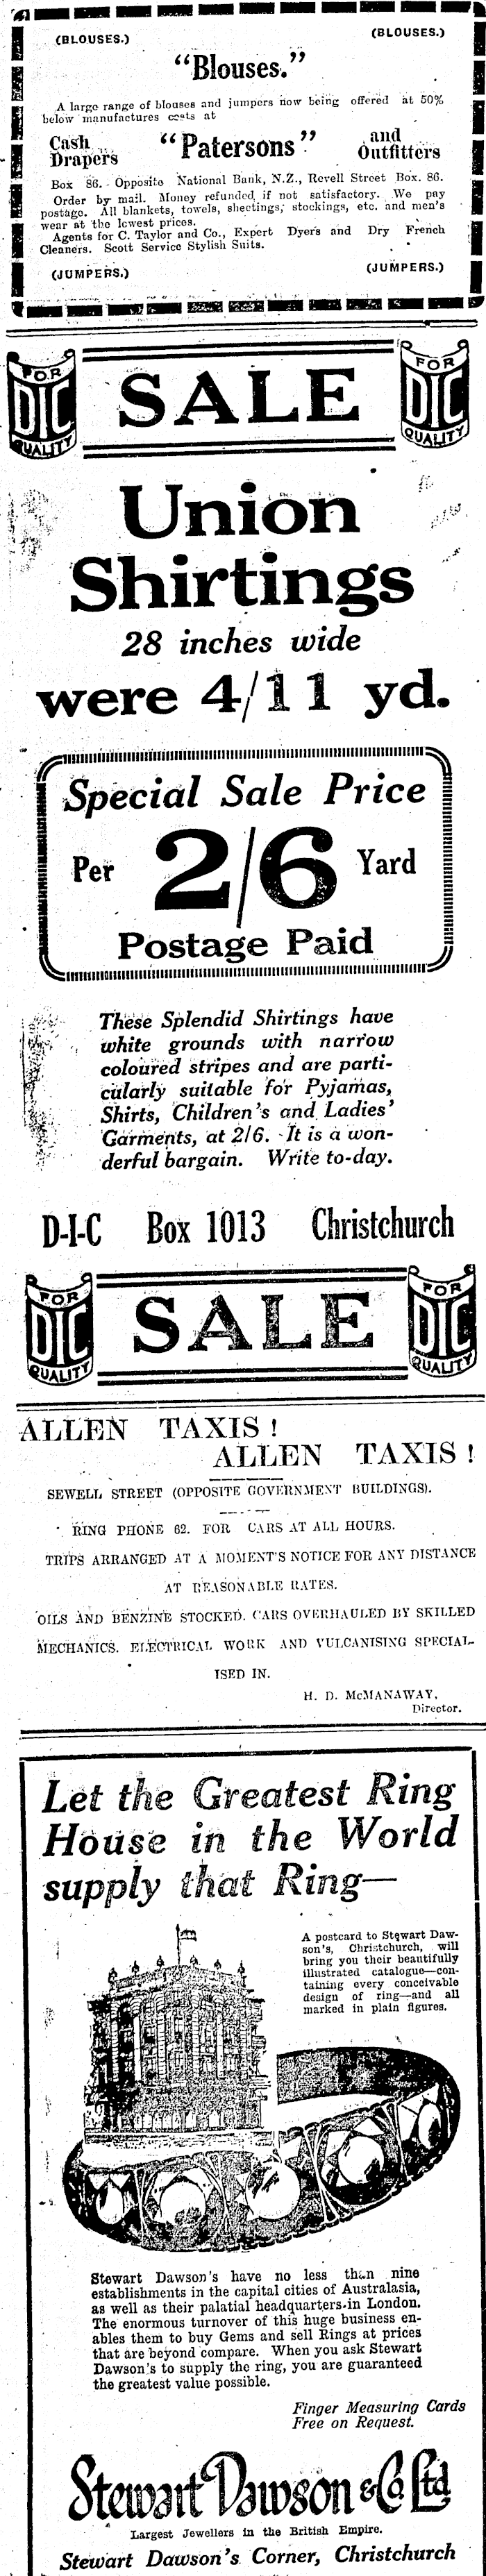 (BLOUSES.) (BLOUSES.)
"Blouses."
A large range of blouses and jumpers now being offered at 50%
below manufactures costs at
Cash Drapers "Patersons" and Outfitters
Box 86. Opposite National Bank, N.Z., Revell Street Box. 86.
Order by mail. Money refunded if not satisfactory. We pay
postage. All blankets, towels, sheetings, stockings, etc. and men's
wear at the lowest prices.
Agents for C. Taylor and Co., Expert Dyers and Dry French
Cleaners. Scott Service Stylish Suits.
(JUMPERS.) (JUMPERS.)
FOR DIC QUALITY SALE FOR DIC QUALITY
Union
Shirtings
28 inches wide
were 4/11 yd.
Special Sale Price
Per 2/6 Yard
Postage Paid
These Splendid Shirtings have
white grounds with narrow
coloured stripes and are parti-
cularly suitable for Pyjamas,
Shirts, Children's and Ladies'
Garments, at 2/6. It is a won-
derful bargain. Write to-day.
D-I-C Box 1013 Christchurch
FOR DIC QUALITY SALE FOR DIC QUALITY
ALLEN TAXIS!
ALLEN TAXIS!
SEWELL STREET (OPPOSITE GOVERNMENT BUILDINGS).
RING PHONE 62. FOR CARS AT ALL HOURS.
TRIPS ARRANGED AT A MOMENT'S NOTICE FOR ANY DISTANCE
AT REASONABLE RATES.
OILS AND BENZINE STOCKED. CARS OVERHAULED BY SKILLED
MECHANICS. ELECTRICAL WORK AND VULCANISING SPECIAL-
ISED IN.
H. D. McMANAWAY,
Director.
Let the Greatest Ring
House in the World
supply that Ring—
A postcard to Stewart Daw-
son's, Christchurch, will
bring you their beautifully
illustrated catalogue—con-
taining every conceivable
design of ring—and all
marked in plain figures.
Stewart Dawson's have no less than nine
establishments in the capital cities of Australasia,
as well as their palatial headquarters in London.
The enormous turnover of this huge business en-
ables them to buy Gems and sell Rings at prices
that are beyond compare. When you ask Stewart
Dawson's to supply the ring, you are guaranteed
the greatest value possible.
Finger Measuring Cards
Free on Request.
Stewart Dawson & Co Ltd
Largest Jewellers in the British Empire.
Stewart Dawson's Corner, Christchurch